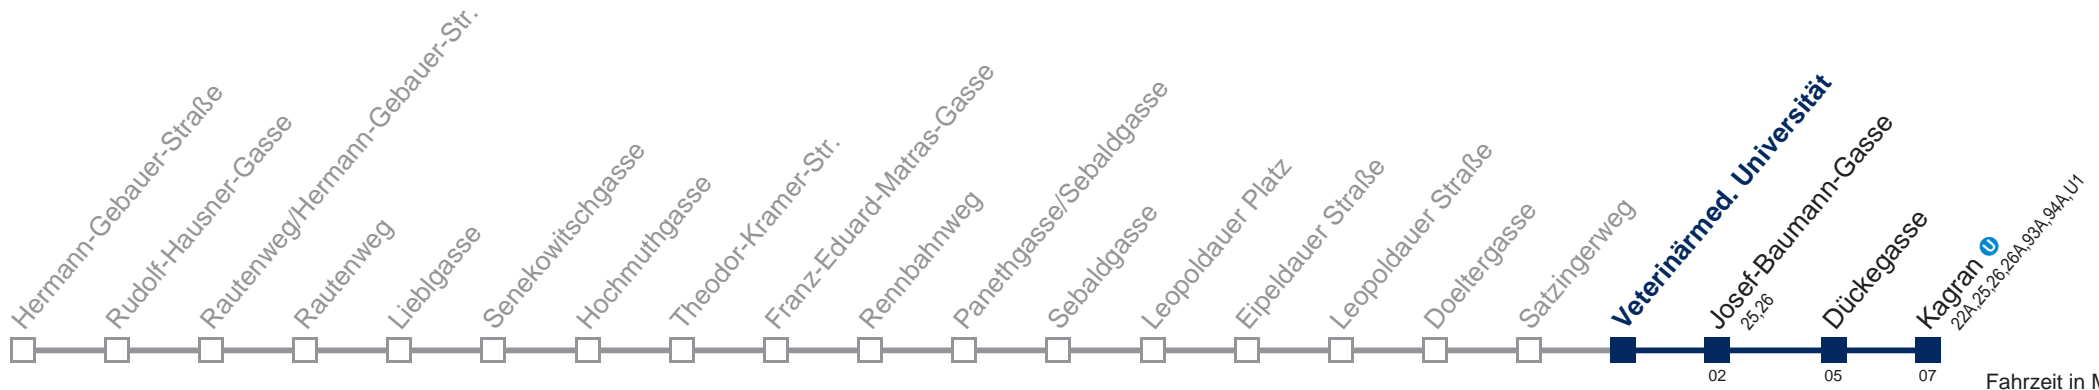 Hermann-Gebauer-Straße
Rudolf-Hausner-Gasse
Rautenweg/Hermann-Gebauer-Str.
Rautenweg
Lieblgasse
Senekowitschgasse
Hochmuthgasse
Theodor-Kramer-Str.
Franz-Eduard-Matras-Gasse
Rennbahnweg
Panethgasse/Sebaldgasse
Sebaldgasse
Leopoldauer Platz
Eipeldauer Straße
Leopoldauer Straße
Doeltergasse
Satzingerweg
Veterinärmed. Universität
Josef-Baumann-Gasse
25,26
Dückegasse
Kagran U
22A,25,26,26A,93A,94A,U1
02
05
07
Fahrzeit in